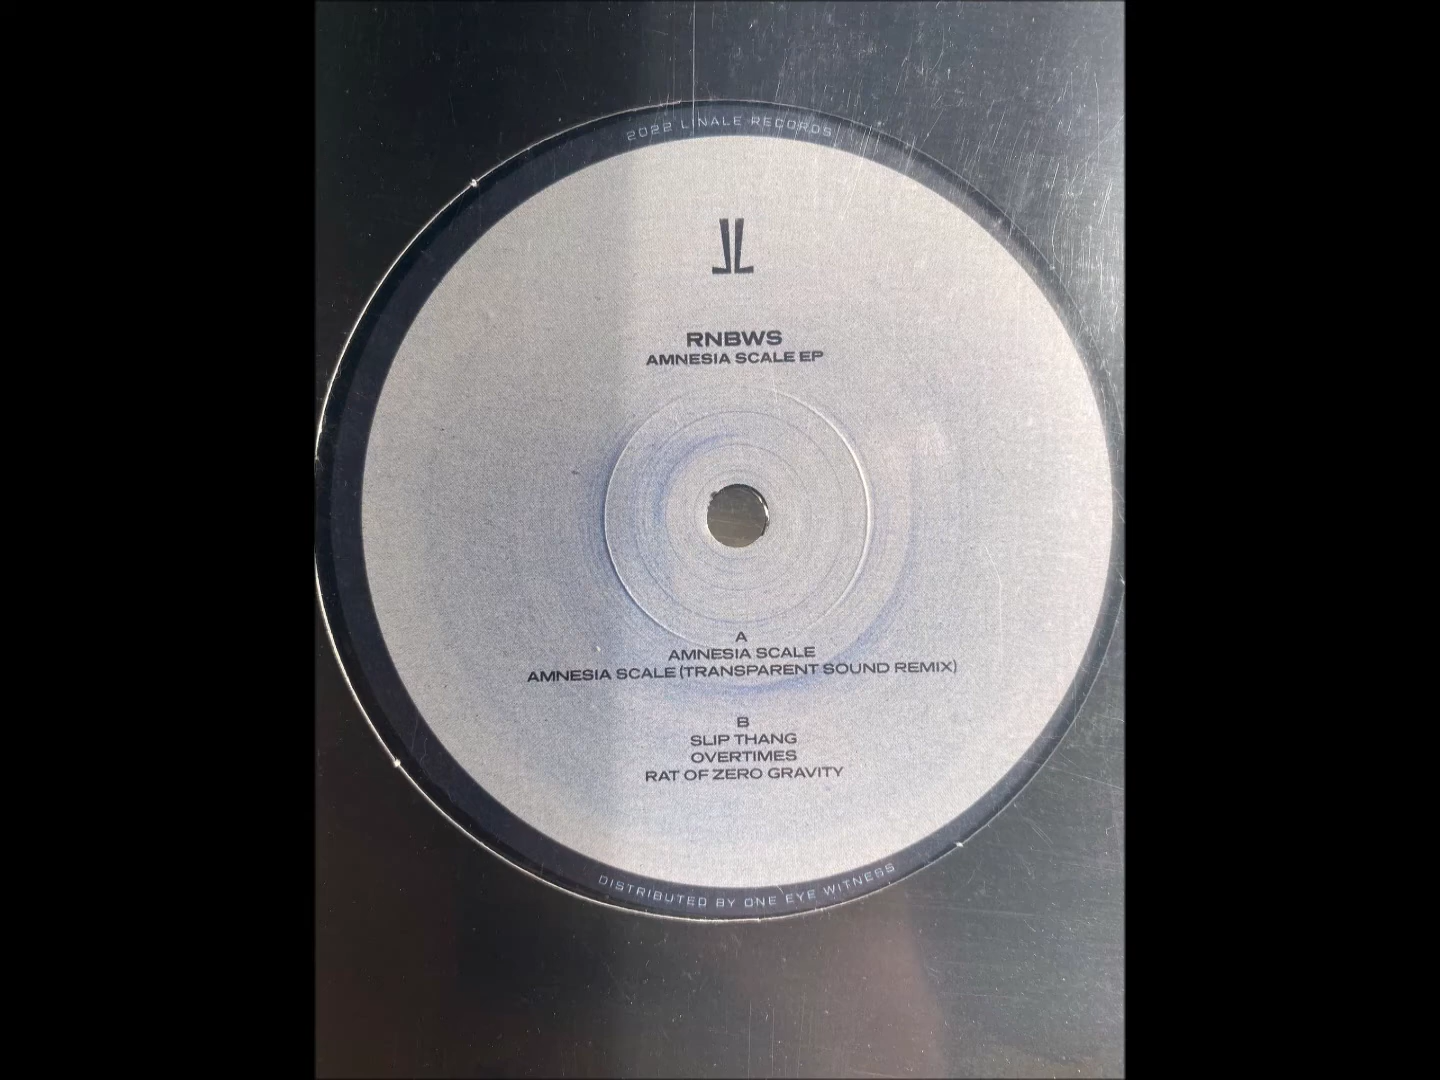 2022 LINALE RECORDS
RNBWS
AMNESIA SCALE EP
A
AMNESIA SCALE
AMNESIA SCALE (TRANSPARENT SOUND REMIX)
B
SLIP THANG
OVERTIMES
RAT OF ZERO GRAVITY
DISTRIBUTED BY ONE EYE WITNESS